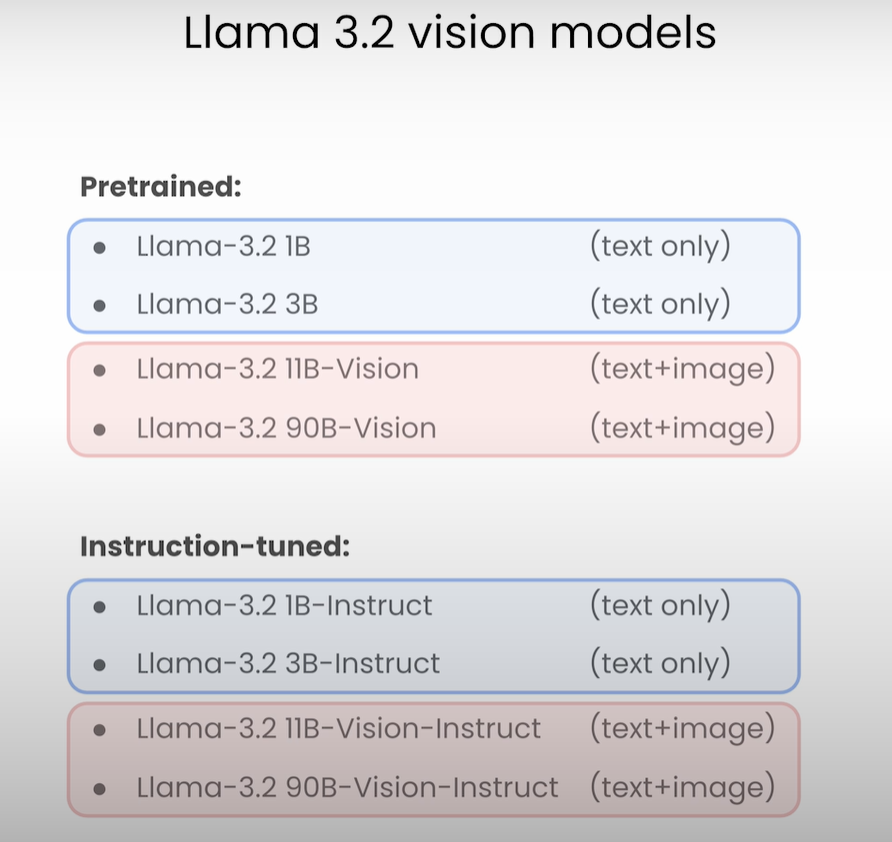 Llama 3.2 vision models
Pretrained:
● Llama-3.2 1B (text only)
● Llama-3.2 3B (text only)
● Llama-3.2 11B-Vision (text+image)
● Llama-3.2 90B-Vision (text+image)
Instruction-tuned:
● Llama-3.2 1B-Instruct (text only)
● Llama-3.2 3B-Instruct (text only)
● Llama-3.2 11B-Vision-Instruct (text+image)
● Llama-3.2 90B-Vision-Instruct (text+image)